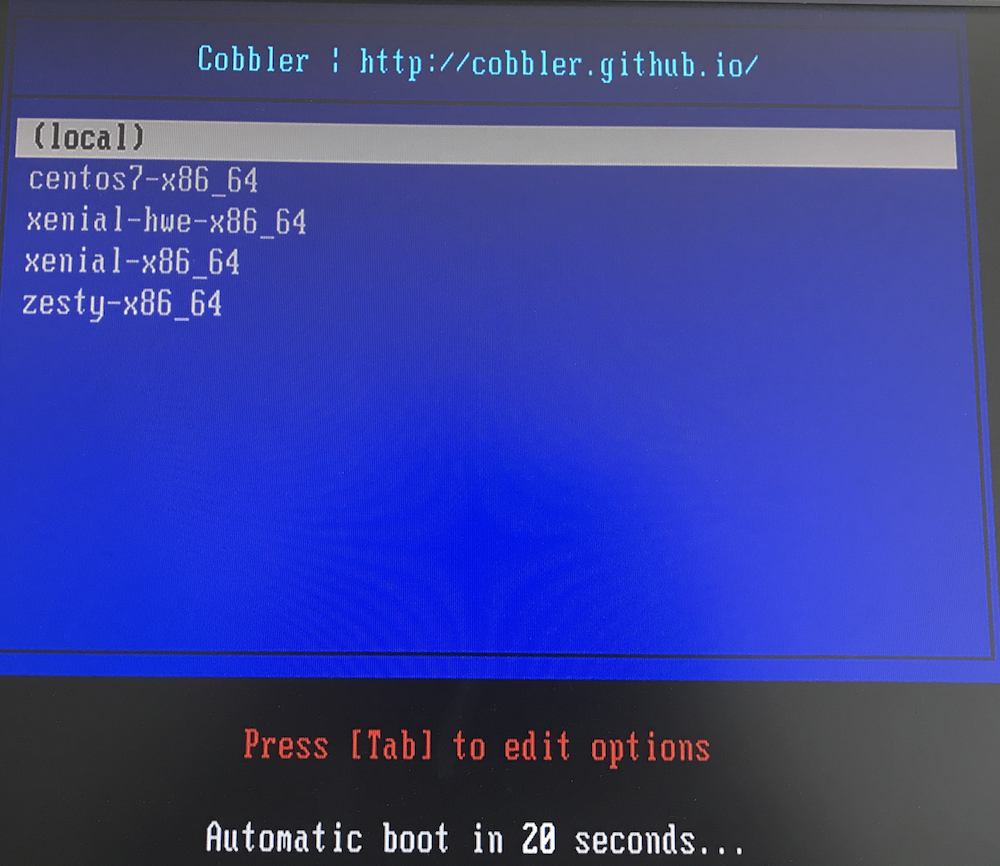 Cobbler ¦ http://cobbler.github.io/
(local)
centos7-x86_64
xenial-hwe-x86_64
xenial-x86_64
zesty-x86_64
Press [Tab] to edit options
Automatic boot in 20 seconds...